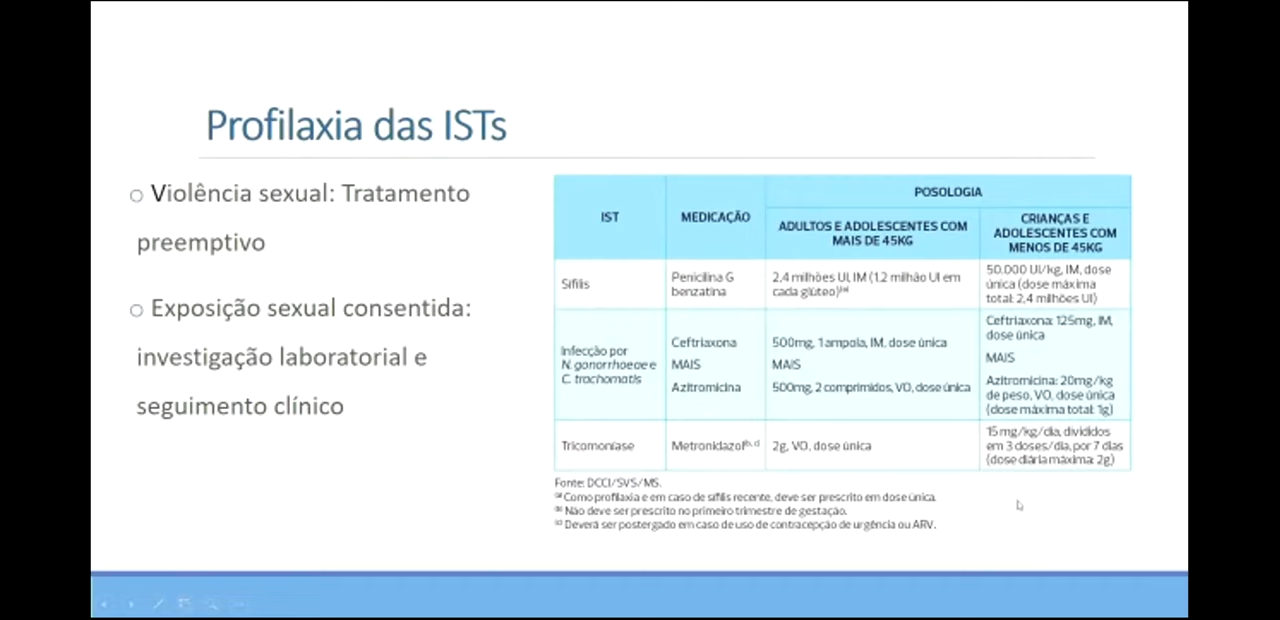 Profilaxia das ISTs
o Violência sexual: Tratamento
preemptivo
o Exposição sexual consentida:
investigação laboratorial e
seguimento clínico
IST
MEDICAÇÃO
POSOLOGIA
ADULTOS E ADOLESCENTES COM
MAIS DE 45KG
CRIANÇAS E
ADOLESCENTES COM
MENOS DE 45KG
Sífilis
Penicilina G
benzatina
2,4 milhões UI, IM (1,2 milhão UI em
cada glúteo)(a)
50.000 UI/kg, IM, dose
única (dose máxima
total: 2,4 milhões UI)
Infecção por
N. gonorrhoeae e
C. trachomatis
Ceftriaxona
MAIS
Azitromicina
500mg, 1 ampola, IM, dose única
MAIS
500mg, 2 comprimidos, VO, dose única
Ceftriaxona: 125mg, IM,
dose única
MAIS
Azitromicina: 20mg/kg
de peso, VO, dose única
(dose máxima total: 1g)
Tricomoníase
Metronidazol(b, c)
2g, VO, dose única
15mg/kg/dia, divididos
em 3 doses/dia, por 7 dias
(dose diária máxima: 2g)
Fonte: DCCI/SVS/MS.
(a) Como profilaxia e em caso de sífilis recente, deve ser prescrito em dose única.
(b) Não deve ser prescrito no primeiro trimestre de gestação.
(c) Deverá ser postergado em caso de uso de contracepção de urgência ou ARV.